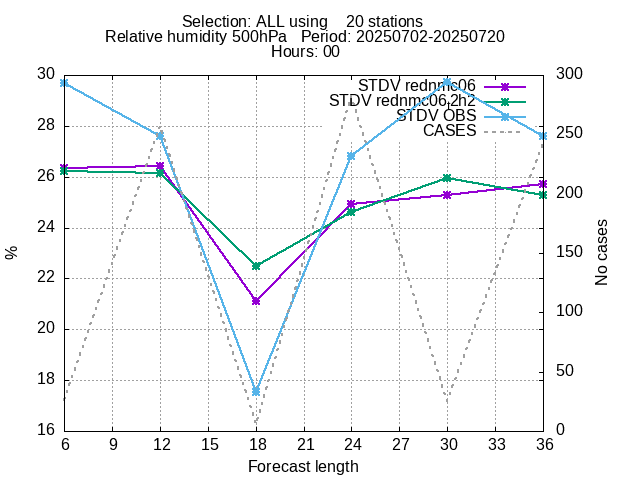 Selection: ALL using 20 stations
Relative humidity 500hPa Period: 20250702-20250720
Hours: 00
STDV rednmc06
STDV rednmc06,2h2
STDV OBS
CASES
30
28
26
24
22
20
18
16
%
300
250
200
150
100
50
0
No cases
6 9 12 15 18 21 24 27 30 33 36
Forecast length